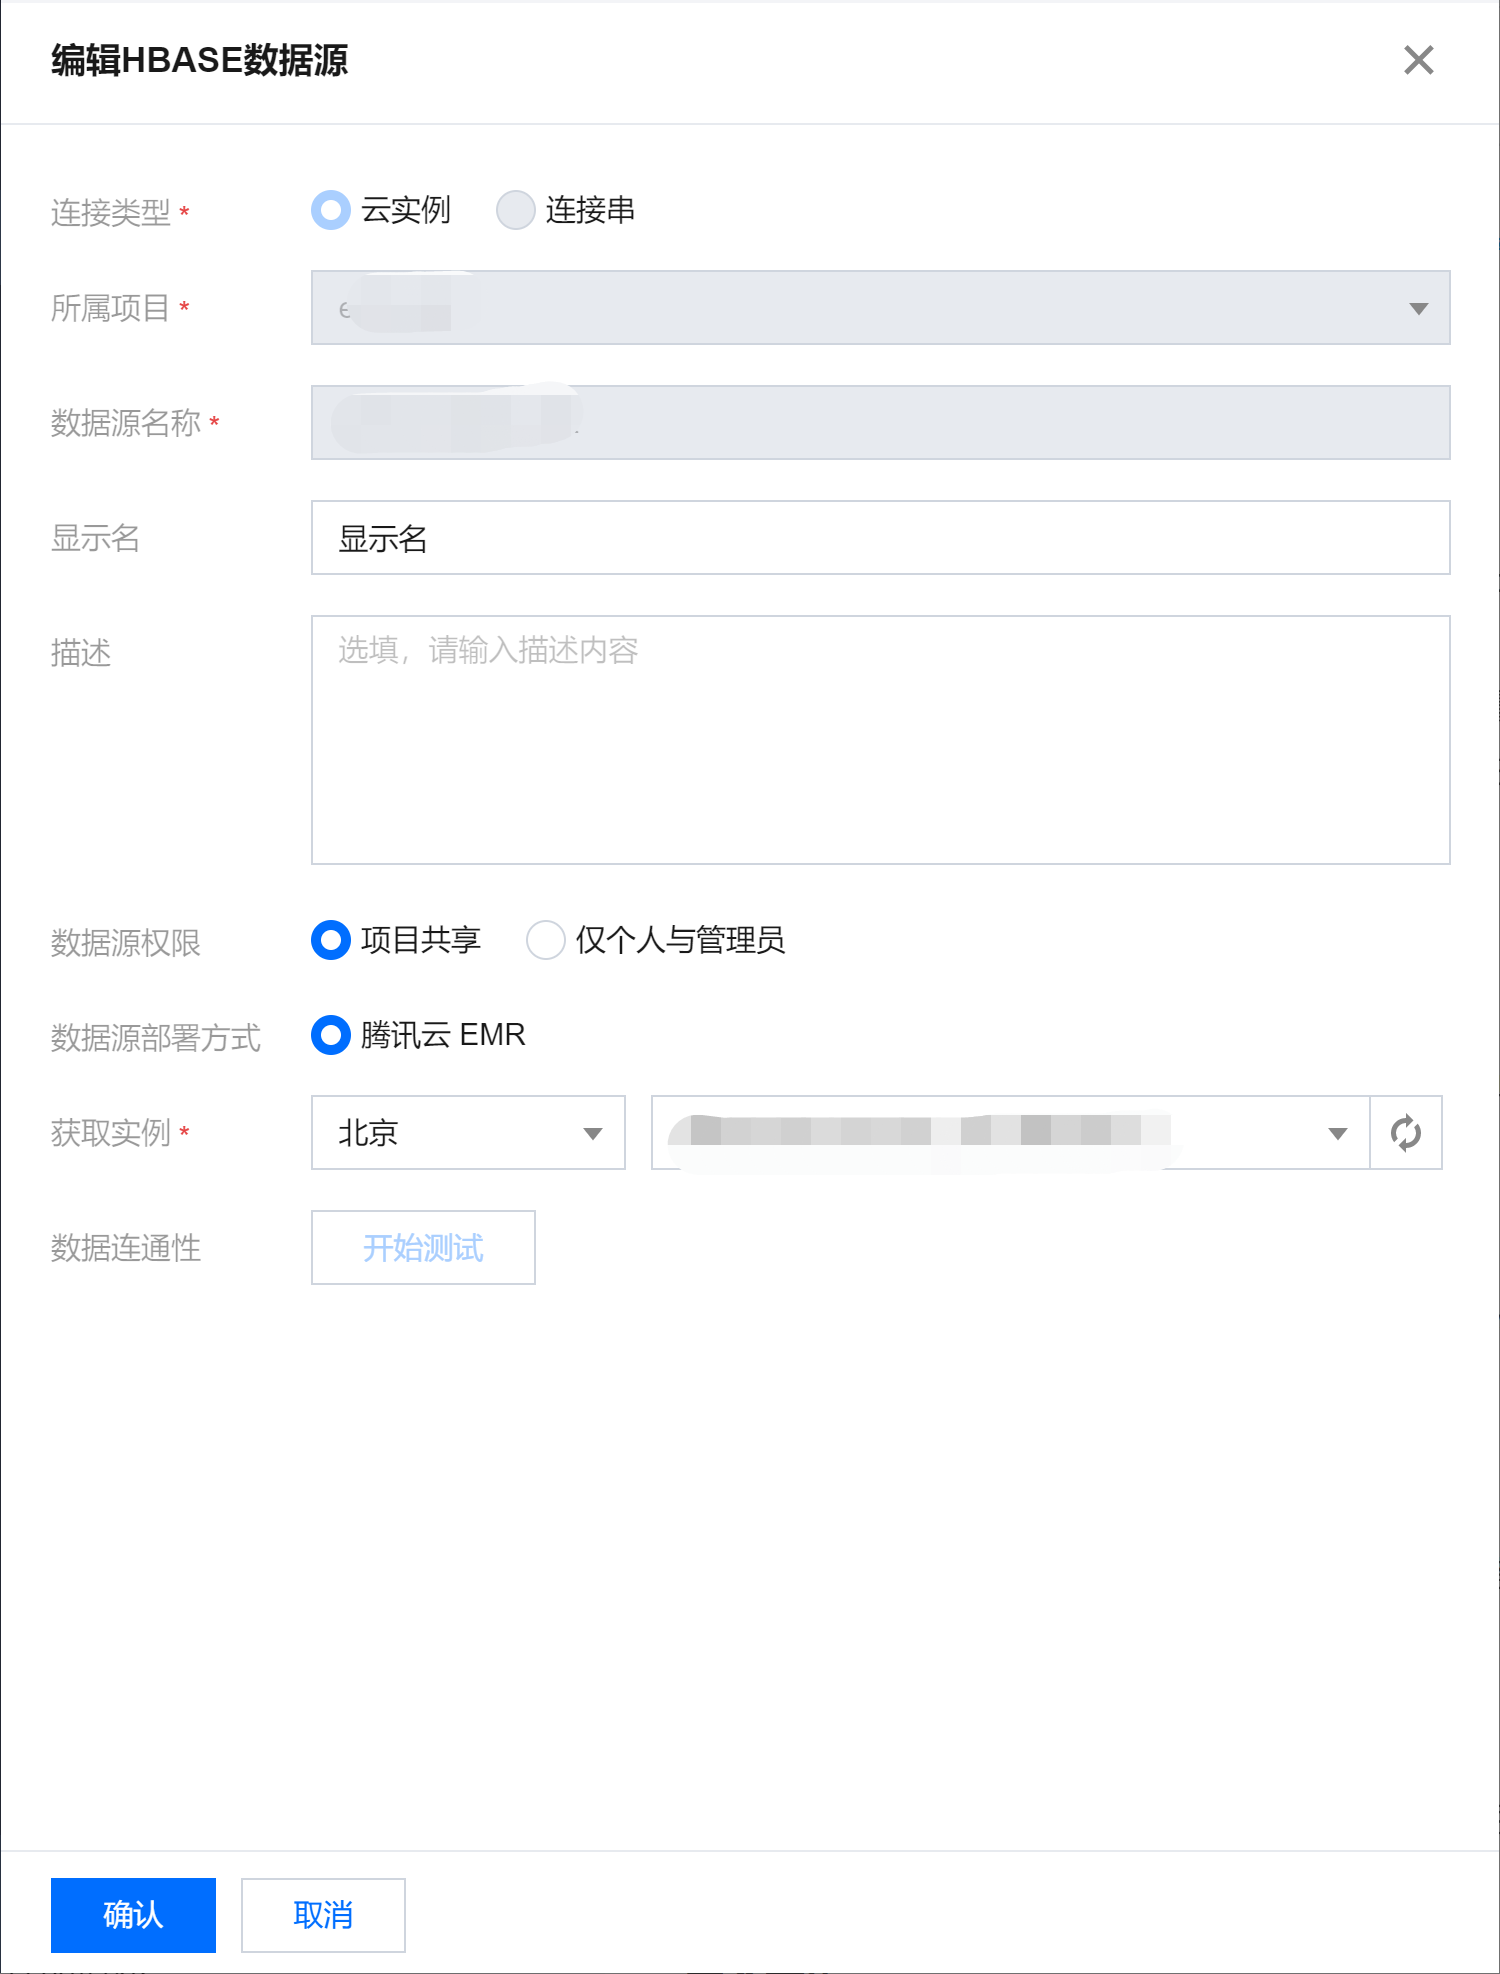 编辑HBASE数据源
连接类型 * 云实例 连接串
所属项目 *
数据源名称 *
显示名 显示名
描述 选填，请输入描述内容
数据源权限 项目共享 仅个人与管理员
数据源部署方式 腾讯云 EMR
获取实例 * 北京
数据连通性 开始测试
确认 取消